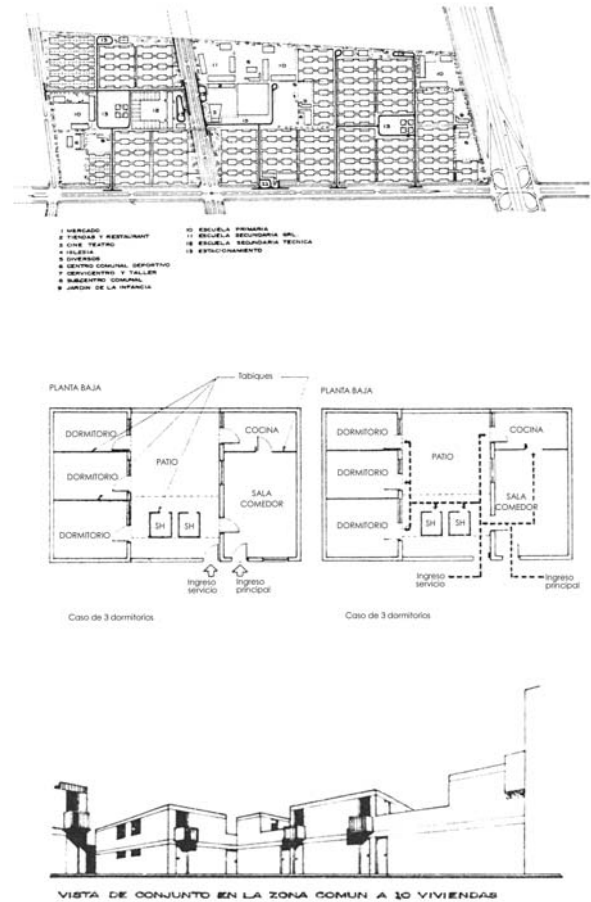 1 MERCADO
2 TIENDAS Y RESTAURANT
3 CINE TEATRO
4 IGLESIA
5 DIVERSOS
6 CENTRO COMUNAL DEPORTIVO
7 CERVICENTRO Y TALLER
8 SUBCENTRO COMUNAL
9 JARDIN DE LA INFANCIA
10 ESCUELA PRIMARIA
11 ESCUELA SECUNDARIA GRL.
12 ESCUELA SECUNDARIA TECNICA
13 ESTACIONAMIENTO
Tabiques
PLANTA BAJA
DORMITORIO
DORMITORIO
DORMITORIO
PATIO
SH
SH
COCINA
SALA
COMEDOR
Ingreso
servicio
Ingreso
principal
Caso de 3 dormitorios
PLANTA BAJA
DORMITORIO
DORMITORIO
DORMITORIO
PATIO
SH
SH
COCINA
SALA
COMEDOR
Ingreso
servicio
Ingreso
principal
Caso de 3 dormitorios
VISTA DE CONJUNTO EN LA ZONA COMUN A 10 VIVIENDAS